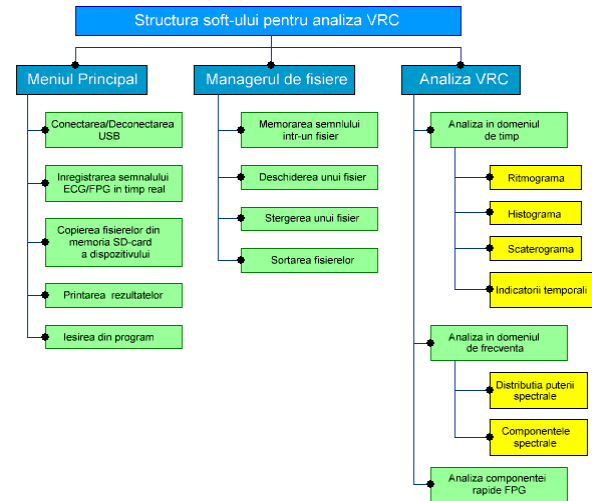 Structura soft-ului pentru analiza VRC
Meniul Principal
Conectarea/Deconectarea
USB
Inregistrarea semnalului
ECG/FPG in timp real
Copierea fisierelor din
memoria SD-card
a dispozitivului
Printarea rezultatelor
Iesirea din program
Managerul de fisiere
Memorarea semnlului
intr-un fisier
Deschiderea unui fisier
Stergerea unui fisier
Sortarea fisierelor
Analiza VRC
Analiza in domeniul
de timp
Ritmograma
Histograma
Scaterograma
Indicatorii temporali
Analiza in domeniul
de frecventa
Distributia puterii
spectrale
Componentele
spectrale
Analiza componentei
rapide FPG